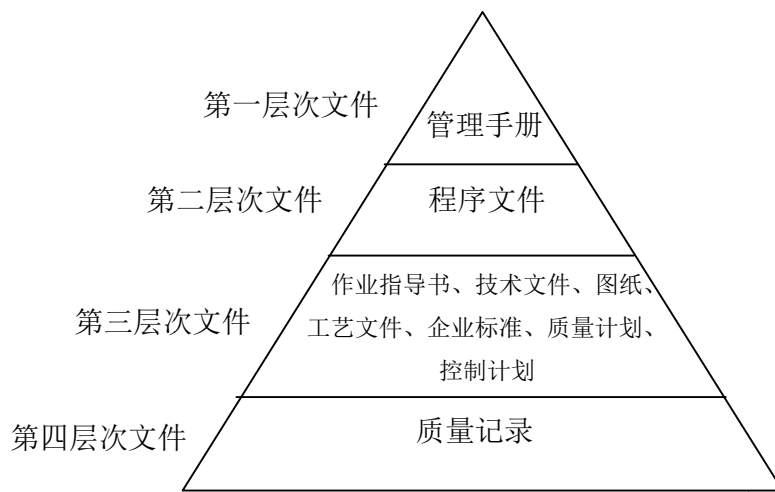 第一层次文件
管理手册
第二层次文件
程序文件
第三层次文件
作业指导书、技术文件、图纸、
工艺文件、企业标准、质量计划、
控制计划
第四层次文件
质量记录